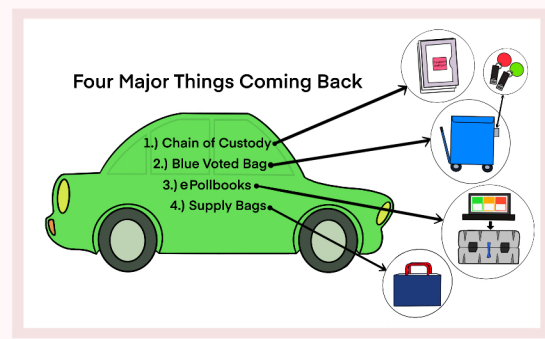 Four Major Things Coming Back
1.) Chain of Custody
2.) Blue Voted Bag
3.) ePollbooks
4.) Supply Bags